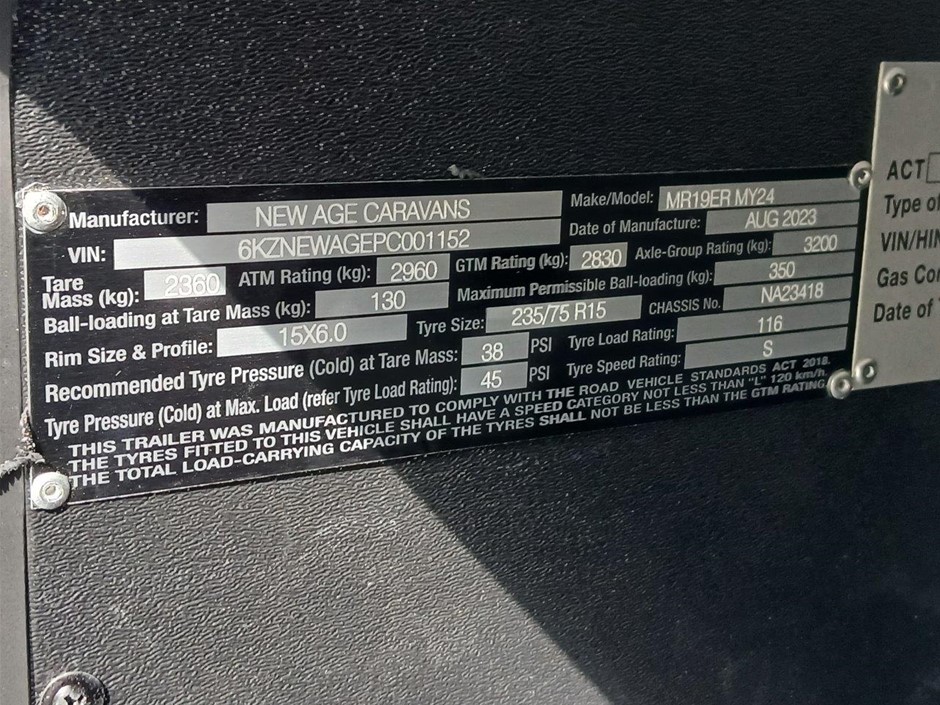 Manufacturer: NEW AGE CARAVANS Make/Model: MR19ER MY24
VIN: 6KZNEWAGEPC001152 Date of Manufacture: AUG 2023
Tare Mass (kg): 2360 ATM Rating (kg): 2960 GTM Rating (kg): 2830 Axle-Group Rating (kg): 3200
Ball-loading at Tare Mass (kg): 130 Maximum Permissible Ball-loading (kg): 350
Rim Size & Profile: 15X6.0 Tyre Size: 235/75 R15 CHASSIS No. NA23418
Recommended Tyre Pressure (Cold) at Tare Mass: 38 PSI Tyre Load Rating: 116
Tyre Pressure (Cold) at Max. Load (refer Tyre Load Rating): 45 PSI Tyre Speed Rating: S
THIS TRAILER WAS MANUFACTURED TO COMPLY WITH THE ROAD VEHICLE STANDARDS ACT 2018.
THE TYRES FITTED TO THIS VEHICLE SHALL HAVE A SPEED CATEGORY NOT LESS THAN "L" 120 km/h.
THE TOTAL LOAD-CARRYING CAPACITY OF THE TYRES SHALL NOT BE LESS THAN THE GTM RATING.
ACT
Type of
VIN/HIN
Gas Co
Date of